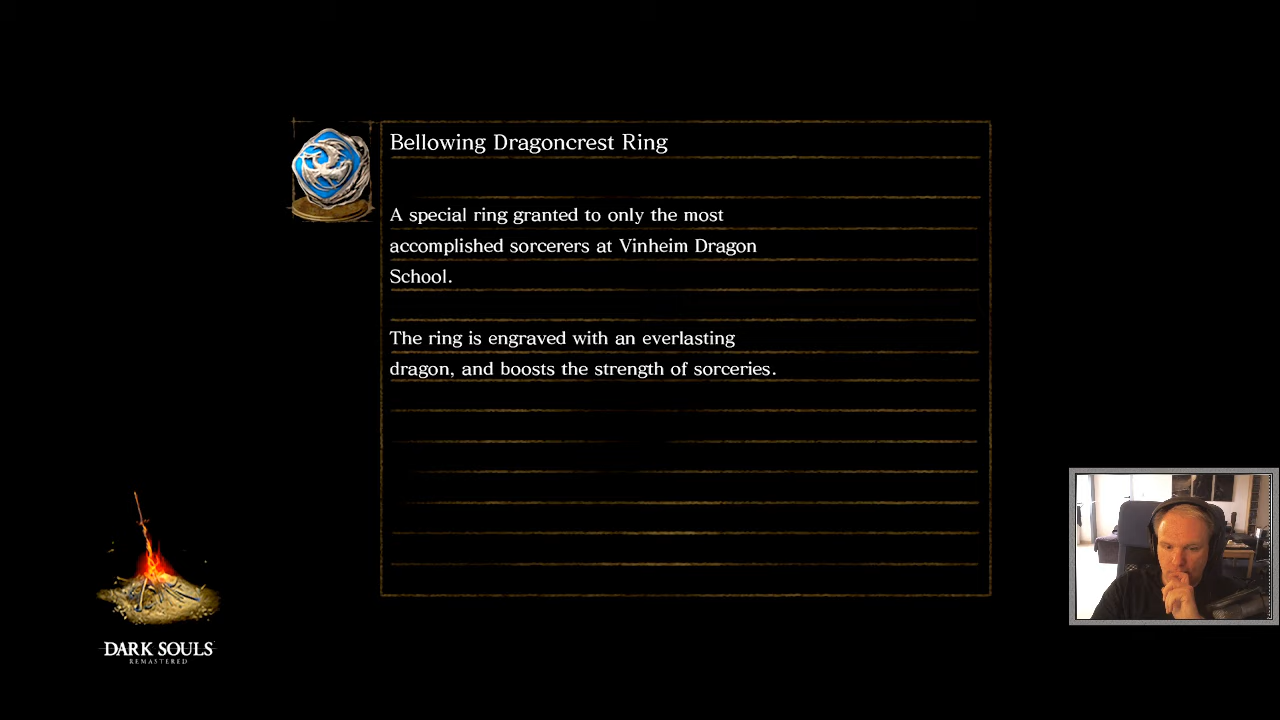 Bellowing Dragoncrest Ring
A special ring granted to only the most
accomplished sorcerers at Vinheim Dragon
School.
The ring is engraved with an everlasting
dragon, and boosts the strength of sorceries.
DARK SOULS
REMASTERED